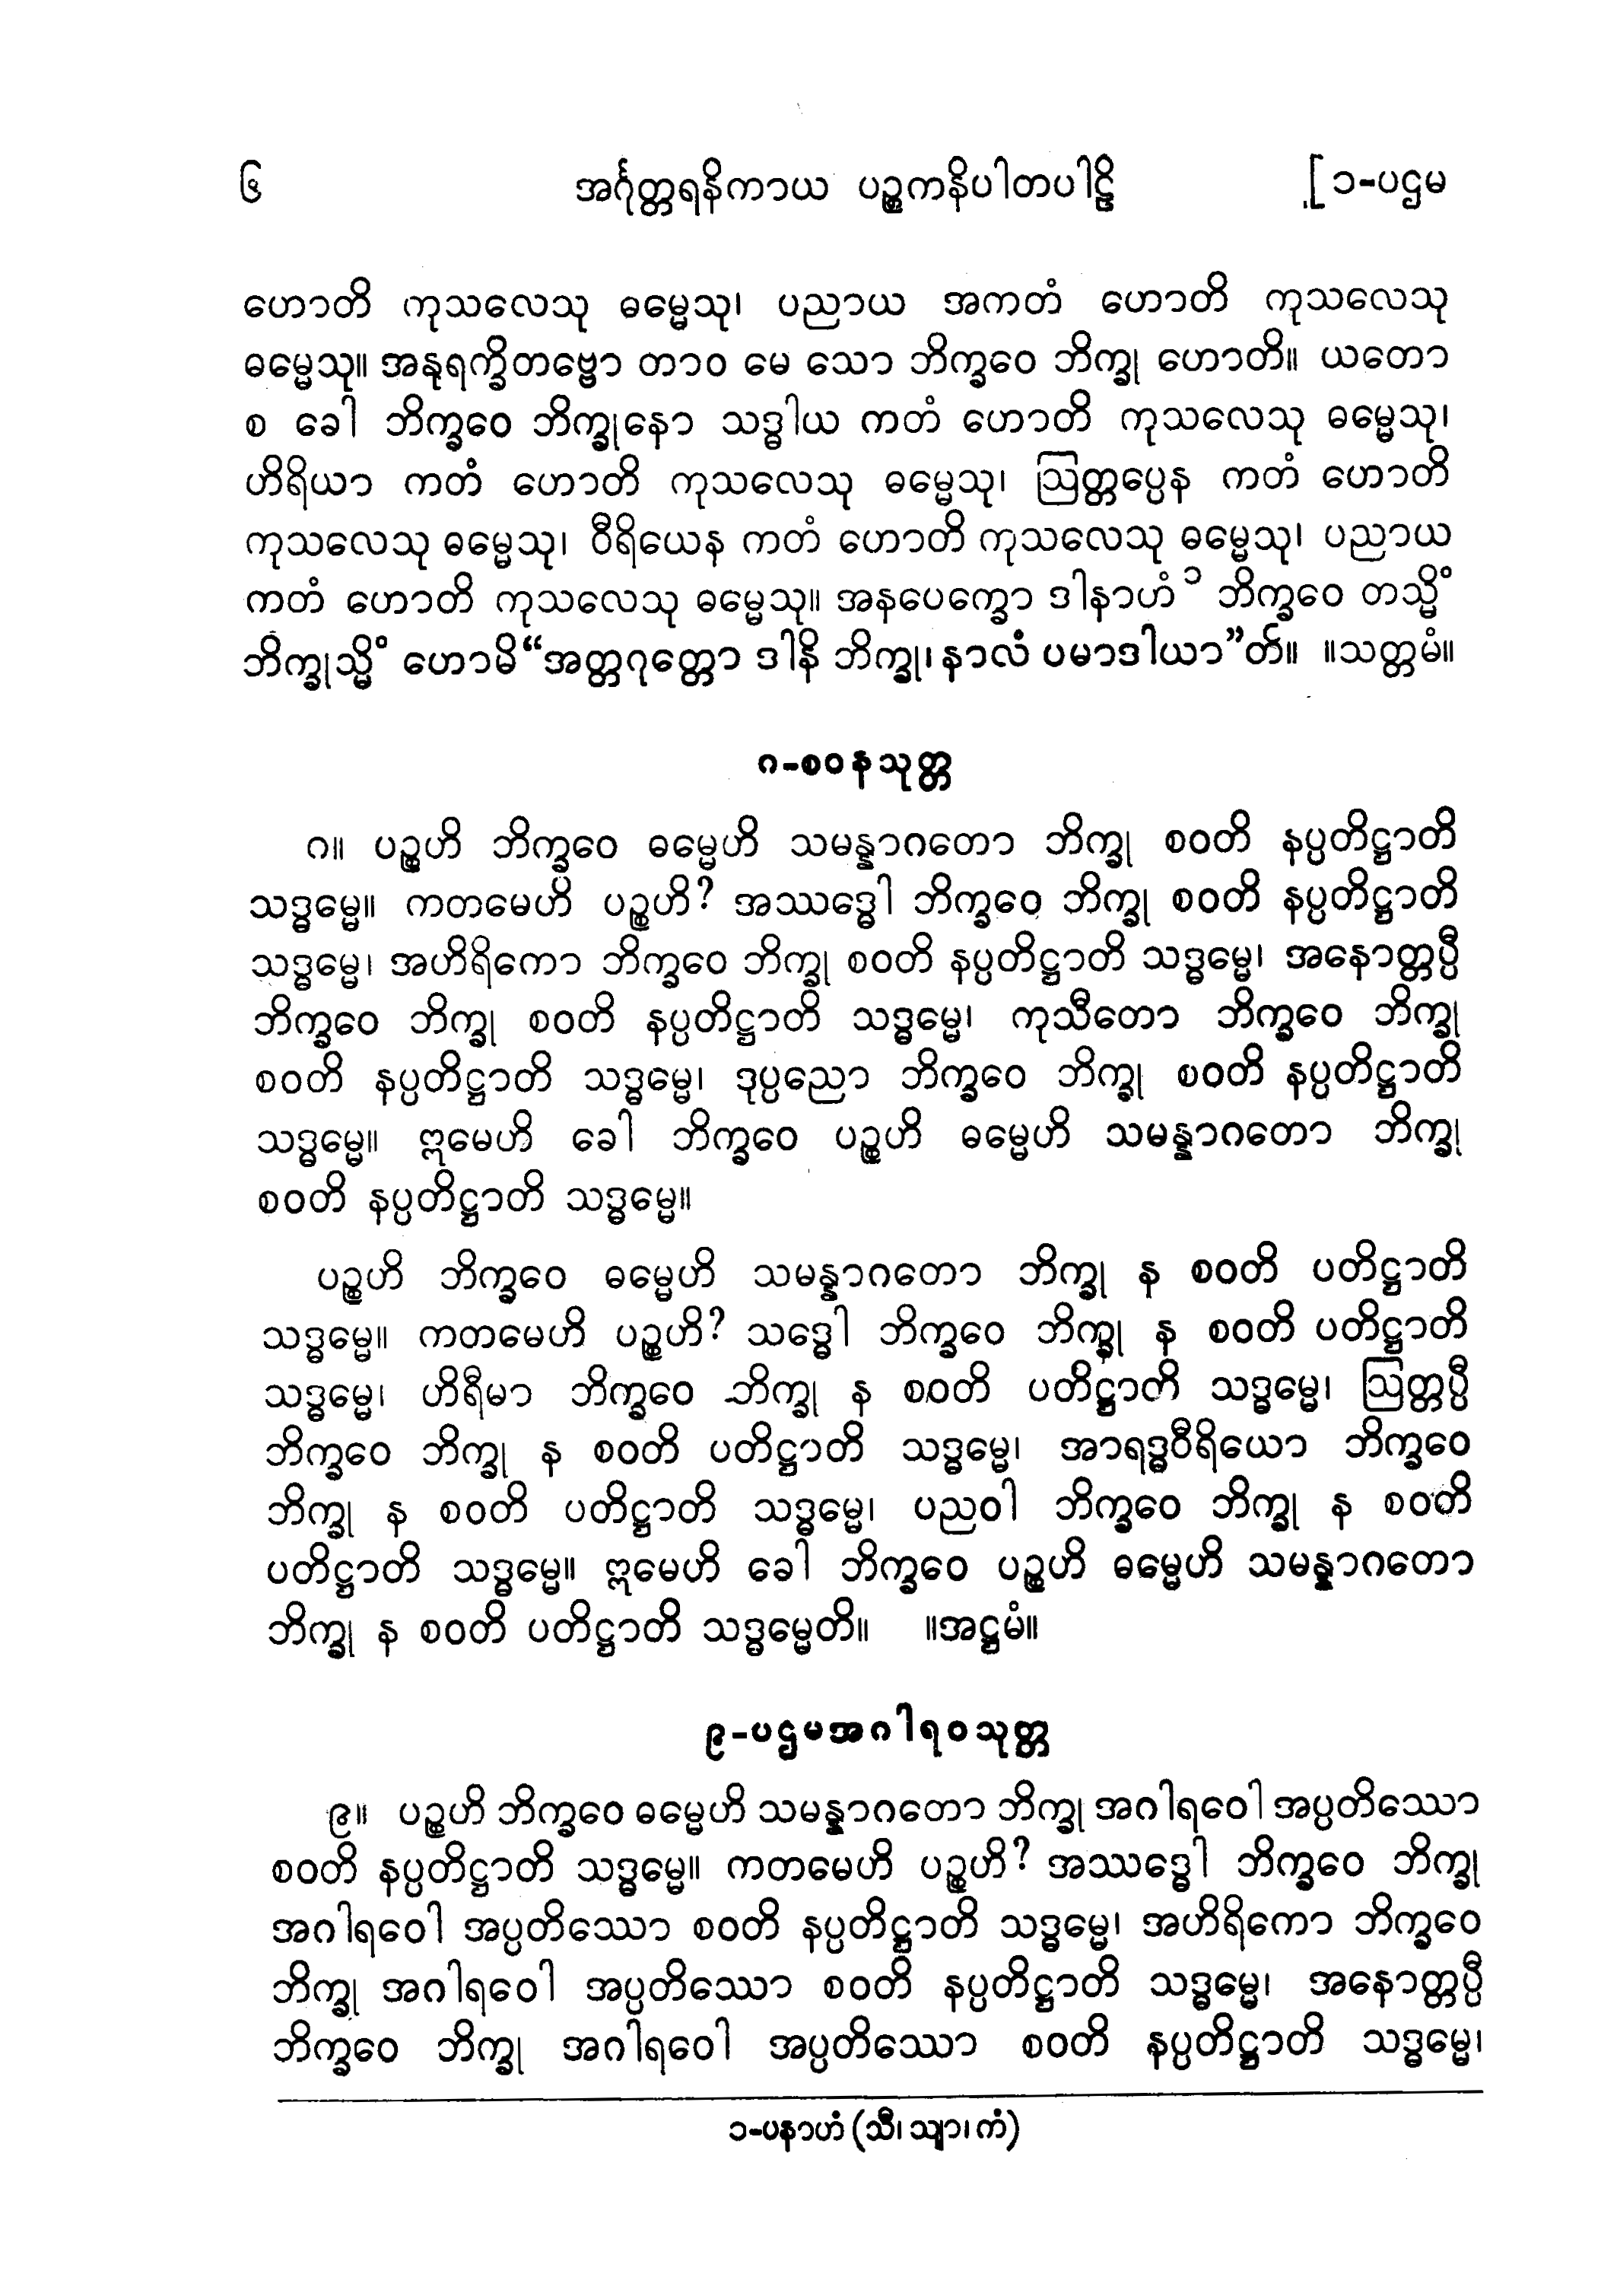 ၆ အင်္ဂုတ္တရနိကာယ ပဉ္စကနိပါတပါဠိ [ ၁-ပဌမ
ဟောတိ ကုသလေသု ဓမ္မေသု၊ ပညာယ အကတံ ဟောတိ ကုသလေသု
ဓမ္မေသု။ အနုရက္ခိတဗ္ဗော တာဝ မေ သော ဘိက္ခဝေ ဘိက္ခု ဟောတိ။ ယတော
စ ခေါ ဘိက္ခဝေ ဘိက္ခုနော သဒ္ဓါယ ကတံ ဟောတိ ကုသလေသု ဓမ္မေသု၊
ဟိရိယာ ကတံ ဟောတိ ကုသလေသု ဓမ္မေသု၊ ဩတ္တပ္ပေန ကတံ ဟောတိ
ကုသလေသု ဓမ္မေသု၊ ဝီရိယေန ကတံ ဟောတိ ကုသလေသု ဓမ္မေသု၊ ပညာယ
ကတံ ဟောတိ ကုသလေသု ဓမ္မေသု။ အနပေက္ခော ဒါနာဟံ ၁ ဘိက္ခဝေ တသ္မိံ
ဘိက္ခုသ္မိံ ဟောမိ “အတ္တဂုတ္တော ဒါနိ ဘိက္ခု၊ နာလံ ပမာဒါယာ”တိ။ ။သတ္တမံ။
၈-စဝနသုတ္တ
၈။ ပဉ္စဟိ ဘိက္ခဝေ ဓမ္မေဟိ သမန္နာဂတော ဘိက္ခု စဝတိ နပ္ပတိဋ္ဌာတိ
သဒ္ဓမ္မေ။ ကတမေဟိ ပဉ္စဟိ? အဿဒ္ဓေါ ဘိက္ခဝေ ဘိက္ခု စဝတိ နပ္ပတိဋ္ဌာတိ
သဒ္ဓမ္မေ၊ အဟိရိကော ဘိက္ခဝေ ဘိက္ခု စဝတိ နပ္ပတိဋ္ဌာတိ သဒ္ဓမ္မေ၊ အနောတ္တပ္ပီ
ဘိက္ခဝေ ဘိက္ခု စဝတိ နပ္ပတိဋ္ဌာတိ သဒ္ဓမ္မေ၊ ကုသီတော ဘိက္ခဝေ ဘိက္ခု
စဝတိ နပ္ပတိဋ္ဌာတိ သဒ္ဓမ္မေ၊ ဒုပ္ပညော ဘိက္ခဝေ ဘိက္ခု စဝတိ နပ္ပတိဋ္ဌာတိ
သဒ္ဓမ္မေ။ ဣမေဟိ ခေါ ဘိက္ခဝေ ပဉ္စဟိ ဓမ္မေဟိ သမန္နာဂတော ဘိက္ခု
စဝတိ နပ္ပတိဋ္ဌာတိ သဒ္ဓမ္မေ။
ပဉ္စဟိ ဘိက္ခဝေ ဓမ္မေဟိ သမန္နာဂတော ဘိက္ခု န စဝတိ ပတိဋ္ဌာတိ
သဒ္ဓမ္မေ။ ကတမေဟိ ပဉ္စဟိ? သဒ္ဓေါ ဘိက္ခဝေ ဘိက္ခု န စဝတိ ပတိဋ္ဌာတိ
သဒ္ဓမ္မေ၊ ဟိရီမာ ဘိက္ခဝေ ဘိက္ခု န စဝတိ ပတိဋ္ဌာတိ သဒ္ဓမ္မေ၊ ဩတ္တပ္ပီ
ဘိက္ခဝေ ဘိက္ခု န စဝတိ ပတိဋ္ဌာတိ သဒ္ဓမ္မေ၊ အာရဒ္ဓဝီရိယော ဘိက္ခဝေ
ဘိက္ခု န စဝတိ ပတိဋ္ဌာတိ သဒ္ဓမ္မေ၊ ပညဝါ ဘိက္ခဝေ ဘိက္ခု န စဝတိ
ပတိဋ္ဌာတိ သဒ္ဓမ္မေ။ ဣမေဟိ ခေါ ဘိက္ခဝေ ပဉ္စဟိ ဓမ္မေဟိ သမန္နာဂတော
ဘိက္ခု န စဝတိ ပတိဋ္ဌာတိ သဒ္ဓမ္မေတိ။ ။အဋ္ဌမံ။
၉-ပဌမအဂါရဝသုတ္တ
၉။ ပဉ္စဟိ ဘိက္ခဝေ ဓမ္မေဟိ သမန္နာဂတော ဘိက္ခု အဂါရဝေါ အပ္ပတိဿော
စဝတိ နပ္ပတိဋ္ဌာတိ သဒ္ဓမ္မေ။ ကတမေဟိ ပဉ္စဟိ? အဿဒ္ဓေါ ဘိက္ခဝေ ဘိက္ခု
အဂါရဝေါ အပ္ပတိဿော စဝတိ နပ္ပတိဋ္ဌာတိ သဒ္ဓမ္မေ၊ အဟိရိကော ဘိက္ခဝေ
ဘိက္ခု အဂါရဝေါ အပ္ပတိဿော စဝတိ နပ္ပတိဋ္ဌာတိ သဒ္ဓမ္မေ၊ အနောတ္တပ္ပီ
ဘိက္ခဝေ ဘိက္ခု အဂါရဝေါ အပ္ပတိဿော စဝတိ နပ္ပတိဋ္ဌာတိ သဒ္ဓမ္မေ၊
၁-ပနာဟံ (သီ၊ သျာ၊ ကံ)